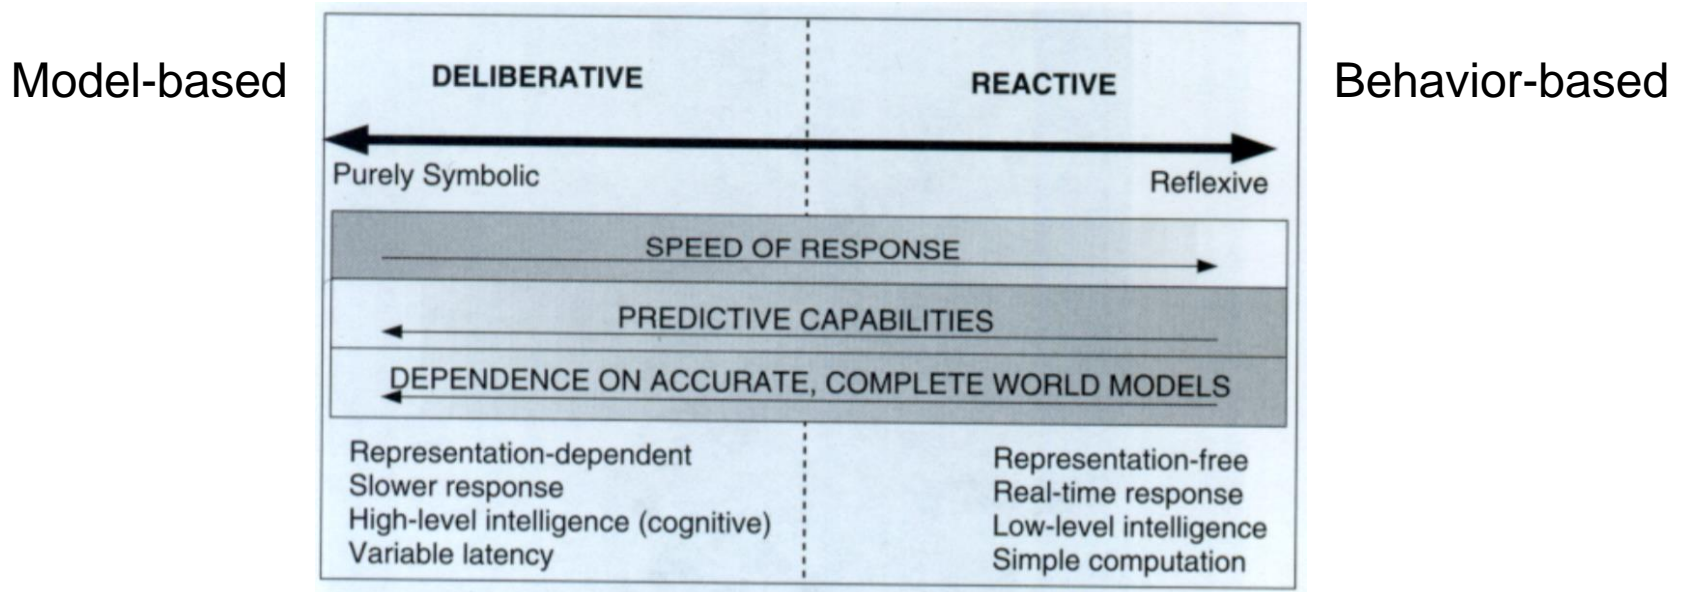 Model-based
DELIBERATIVE
REACTIVE
Behavior-based
Purely Symbolic
Reflexive
SPEED OF RESPONSE
PREDICTIVE CAPABILITIES
DEPENDENCE ON ACCURATE, COMPLETE WORLD MODELS
Representation-dependent
Slower response
High-level intelligence (cognitive)
Variable latency
Representation-free
Real-time response
Low-level intelligence
Simple computation